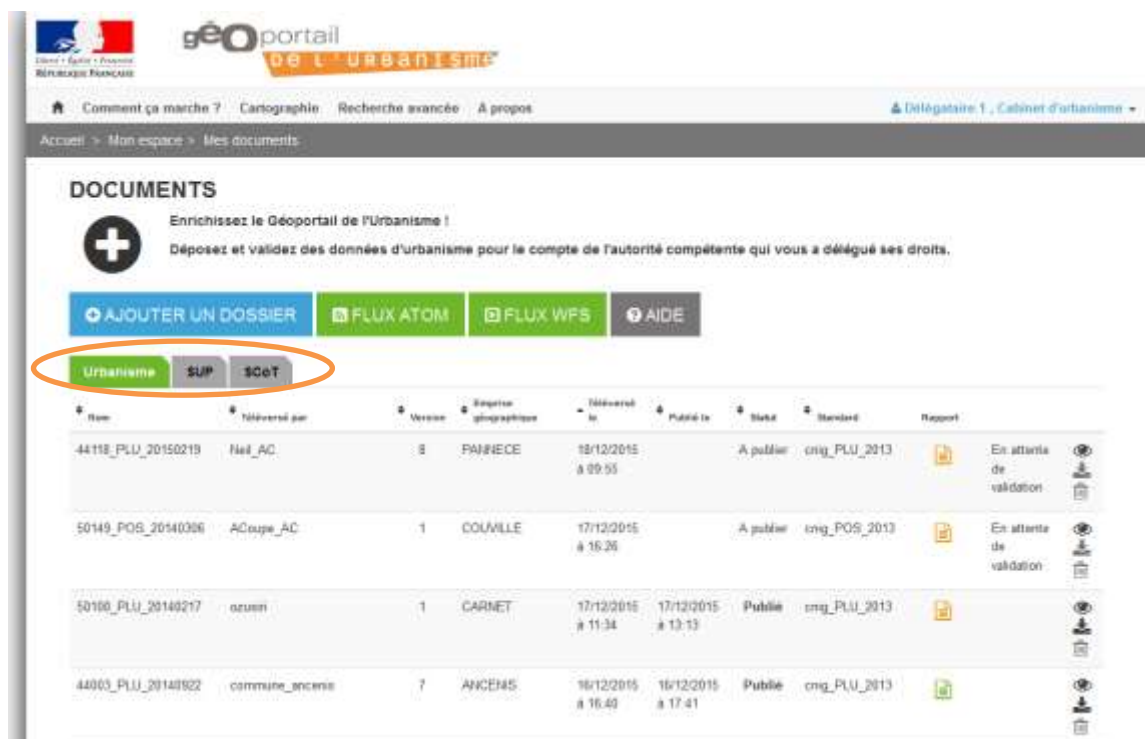 Liberté • Égalité • Fraternité
RÉPUBLIQUE FRANÇAISE
géOportail
De L'URBanIsme
Comment ça marche ? Cartographie Recherche avancée A propos
Délégataire 1 , Cabinet d'urbanisme
Accueil > Mon espace > Mes documents
DOCUMENTS
Enrichissez le Géoportail de l'Urbanisme !
Déposez et validez des données d'urbanisme pour le compte de l'autorité compétente qui vous a délégué ses droits.
AJOUTER UN DOSSIER FLUX ATOM FLUX WFS AIDE
Urbanisme SUP SCoT
Nom Téléversé par Version Emprise géographique Téléversé le Publié le Statut Standard Rapport
44118_PLU_20150219 Neil_AC 8 PANNECE 18/12/2015 à 09:55 A publier cnig_PLU_2013 En attente de validation
50149_POS_20140306 ACoupe_AC 1 COUVILLE 17/12/2015 à 16:26 A publier cnig_POS_2013 En attente de validation
50100_PLU_20140217 1 CARNET 17/12/2015 à 11:34 17/12/2015 à 13:13 Publié cnig_PLU_2013
44003_PLU_20140922 commune_ancenis 7 ANCENIS 16/12/2015 à 16:40 16/12/2015 à 17:41 Publié cnig_PLU_2013